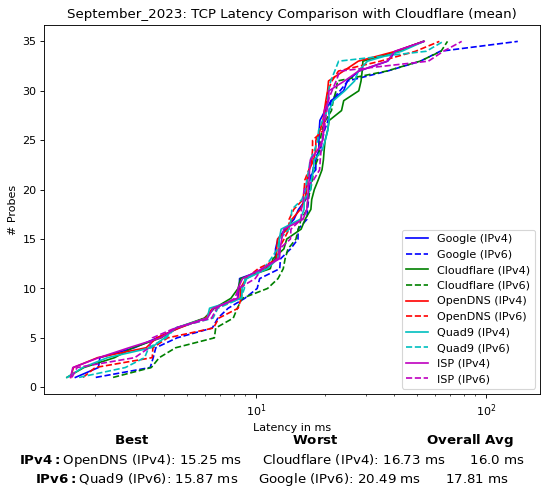 September_2023: TCP Latency Comparison with Cloudflare (mean)
35
30
25
20
15
10
5
0
# Probes
Google (IPv4)
Google (IPv6)
Cloudflare (IPv4)
Cloudflare (IPv6)
OpenDNS (IPv4)
OpenDNS (IPv6)
Quad9 (IPv4)
Quad9 (IPv6)
ISP (IPv4)
ISP (IPv6)
10¹ 10²
Latency in ms
Best Worst Overall Avg
IPv4: OpenDNS (IPv4): 15.25 ms Cloudflare (IPv4): 16.73 ms 16.0 ms
IPv6: Quad9 (IPv6): 15.87 ms Google (IPv6): 20.49 ms 17.81 ms